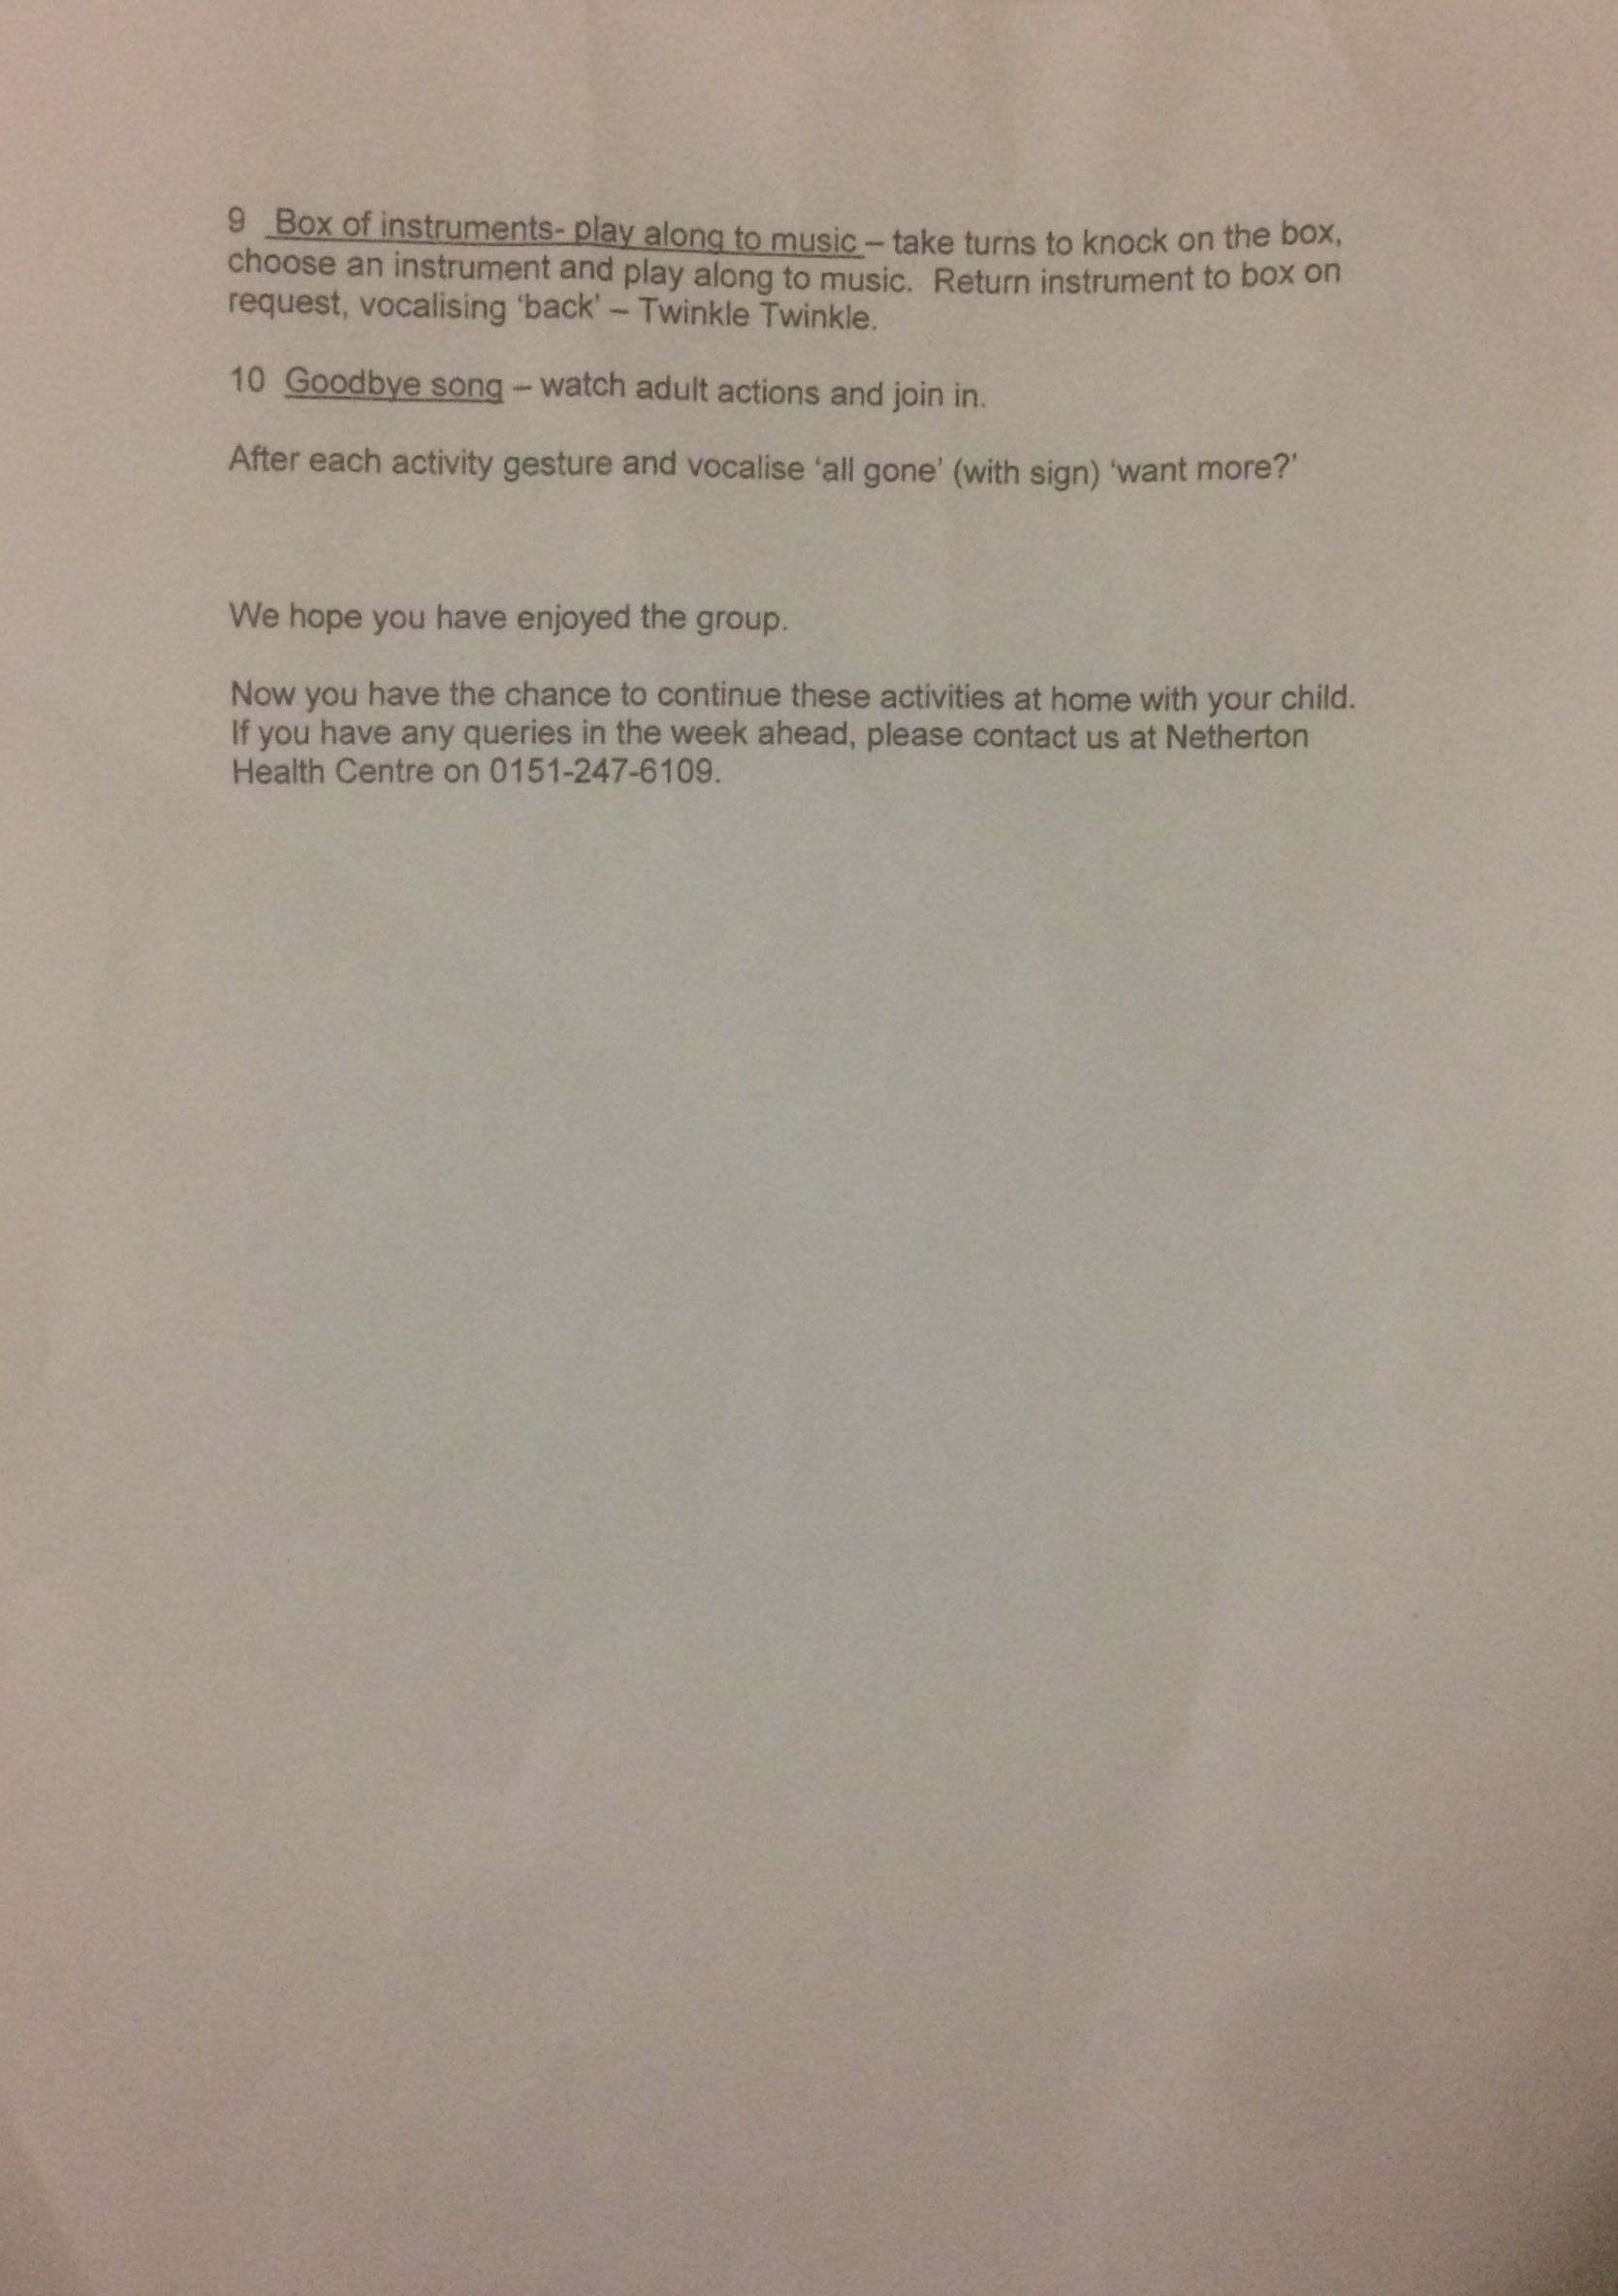 9 Box of instruments- play along to music – take turns to knock on the box,
choose an instrument and play along to music. Return instrument to box on
request, vocalising ‘back’ – Twinkle Twinkle.
10 Goodbye song – watch adult actions and join in.
After each activity gesture and vocalise ‘all gone’ (with sign) ‘want more?’
We hope you have enjoyed the group.
Now you have the chance to continue these activities at home with your child.
If you have any queries in the week ahead, please contact us at Netherton
Health Centre on 0151-247-6109.